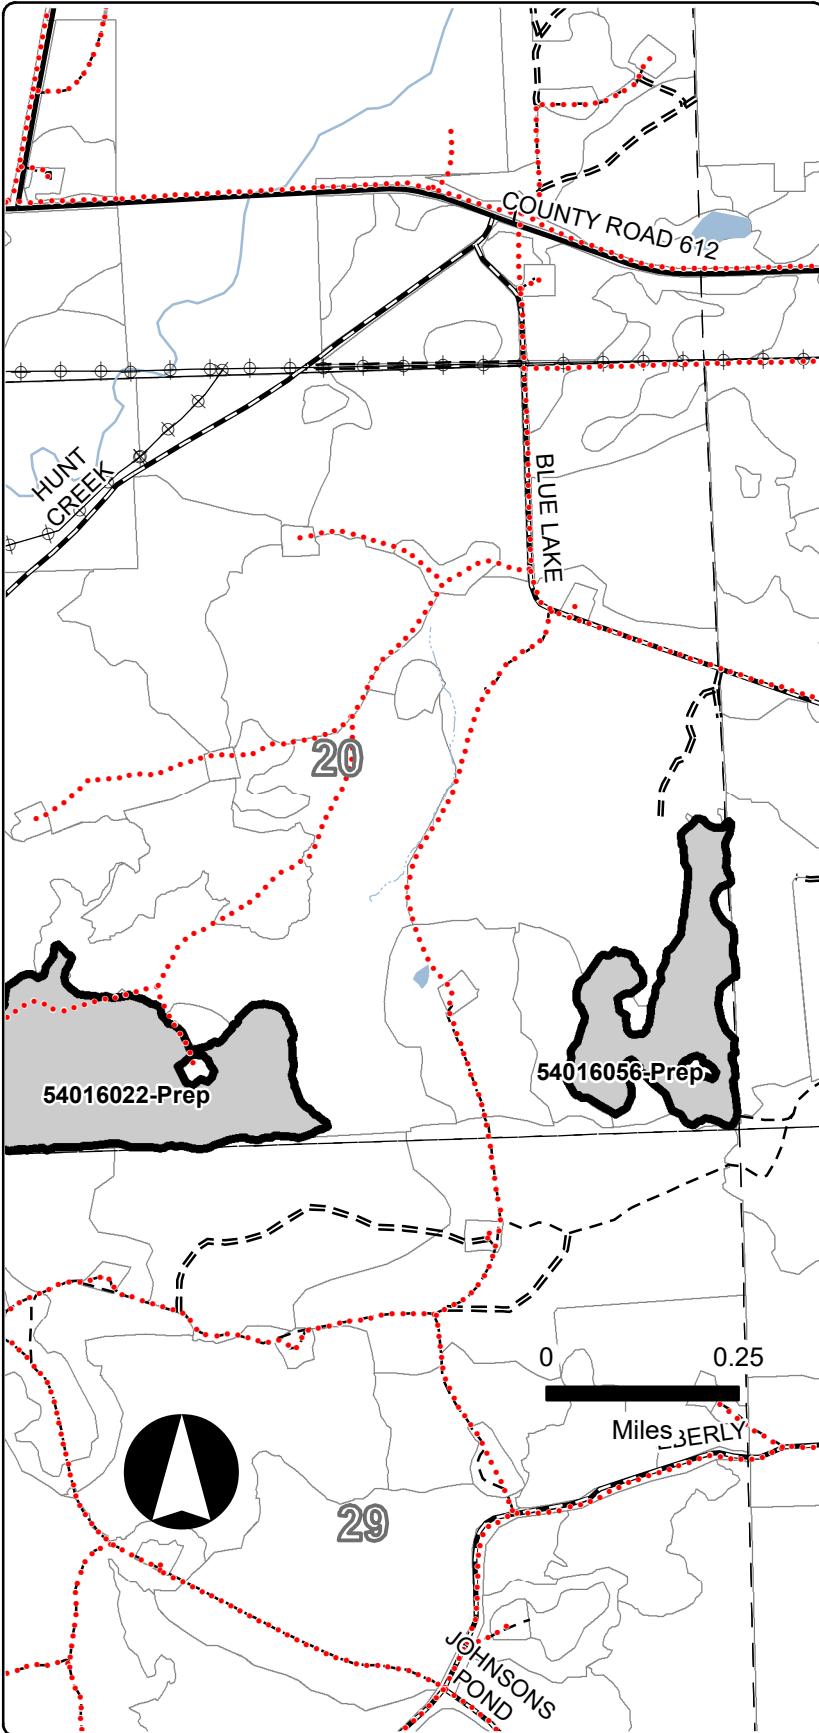 COUNTY ROAD 612
HUNT
CREEK
BLUE LAKE
20
54016022-Prep
54016056-Prep
0 0.25
Miles
EBERLY
29
JOHNSONS
POND